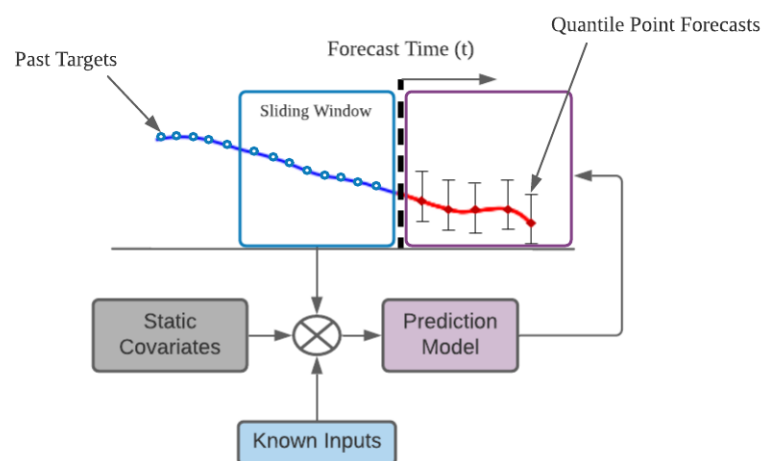 Quantile Point Forecasts
Forecast Time (t)
Past Targets
Sliding Window
Static
Covariates
Prediction
Model
Known Inputs